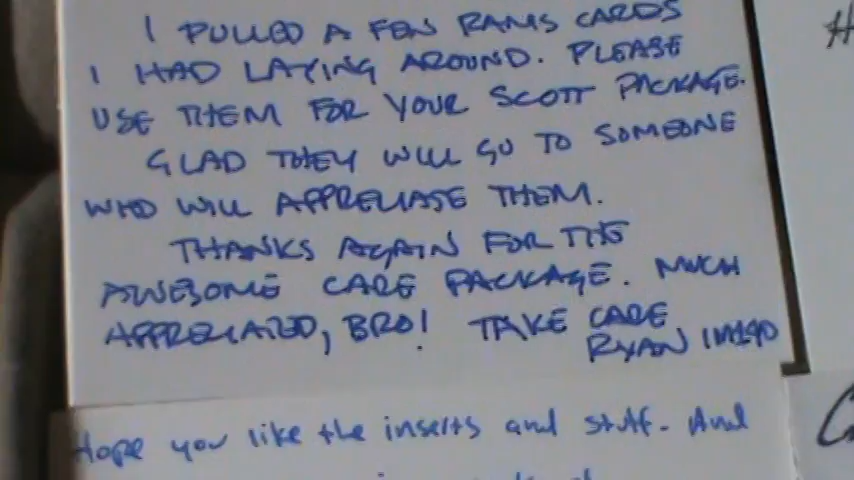 I PULLED A FEW RAMS CARDS
I HAD LAYING AROUND. PLEASE
USE THEM FOR YOUR SCOTT PACKAGE.
GLAD THEY WILL GO TO SOMEONE
WHO WILL APPRECIATE THEM.
THANKS AGAIN FOR THE
AWESOME CARE PACKAGE. MUCH
APPRECIATED, BRO! TAKE CARE
RYAN
Hope you like the inserts and stuff. And